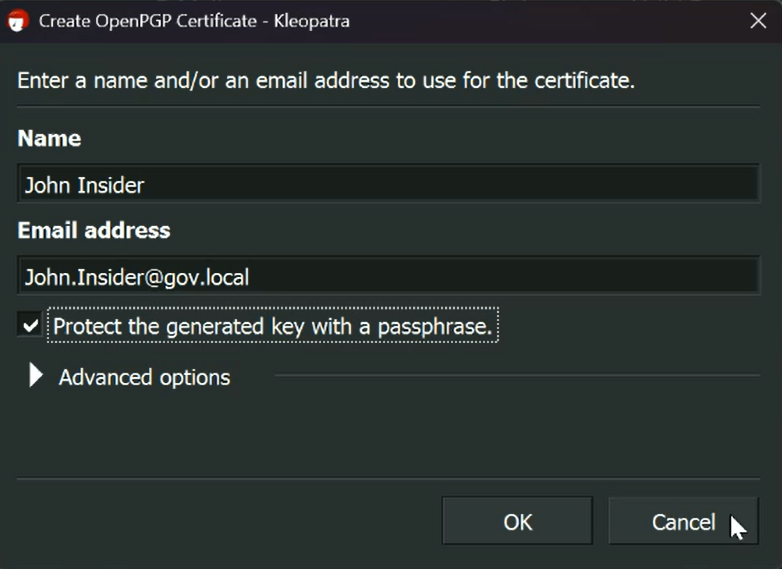 Create OpenPGP Certificate - Kleopatra
Enter a name and/or an email address to use for the certificate.
Name
John Insider
Email address
John.Insider@gov.local
Protect the generated key with a passphrase.
Advanced options
OK
Cancel